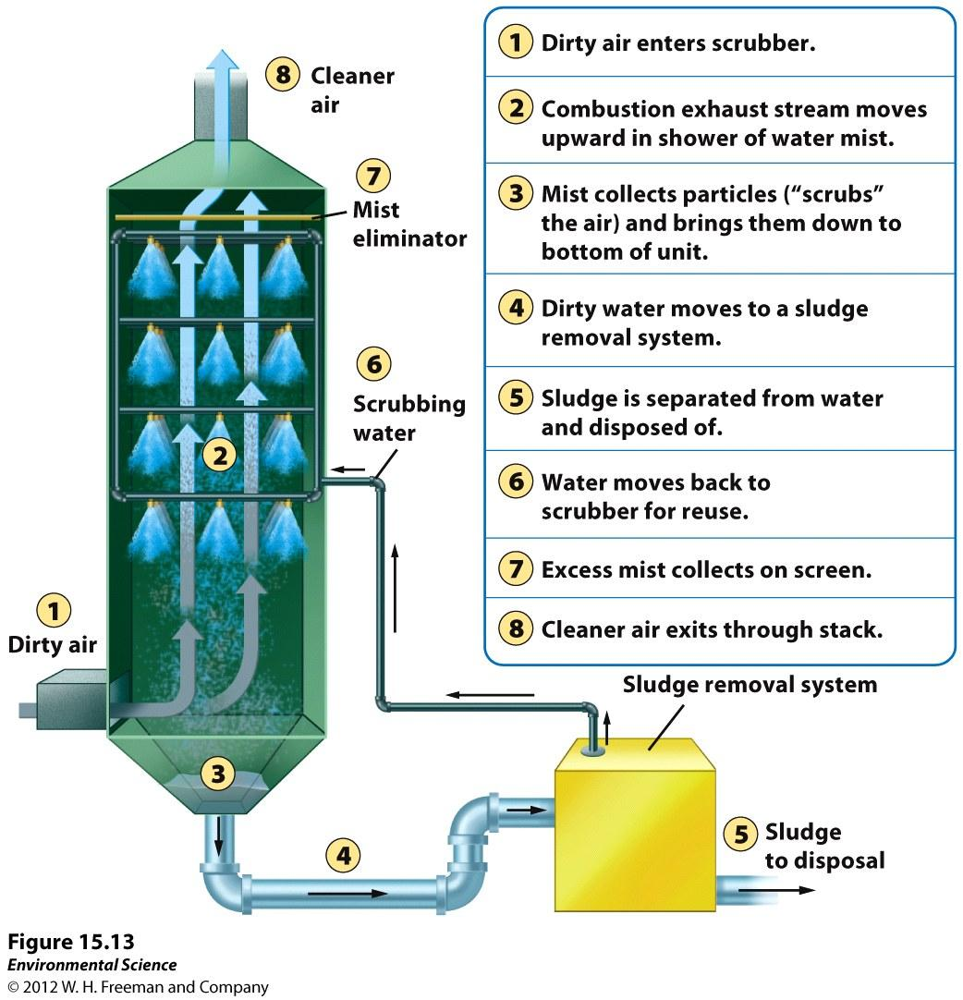 8 Cleaner
air
7
Mist
eliminator
6
Scrubbing
water
2
1
Dirty air
3
4
Sludge removal system
5 Sludge
to disposal
1 Dirty air enters scrubber.
2 Combustion exhaust stream moves
upward in shower of water mist.
3 Mist collects particles (“scrubs”
the air) and brings them down to
bottom of unit.
4 Dirty water moves to a sludge
removal system.
5 Sludge is separated from water
and disposed of.
6 Water moves back to
scrubber for reuse.
7 Excess mist collects on screen.
8 Cleaner air exits through stack.
Figure 15.13
Environmental Science
© 2012 W. H. Freeman and Company